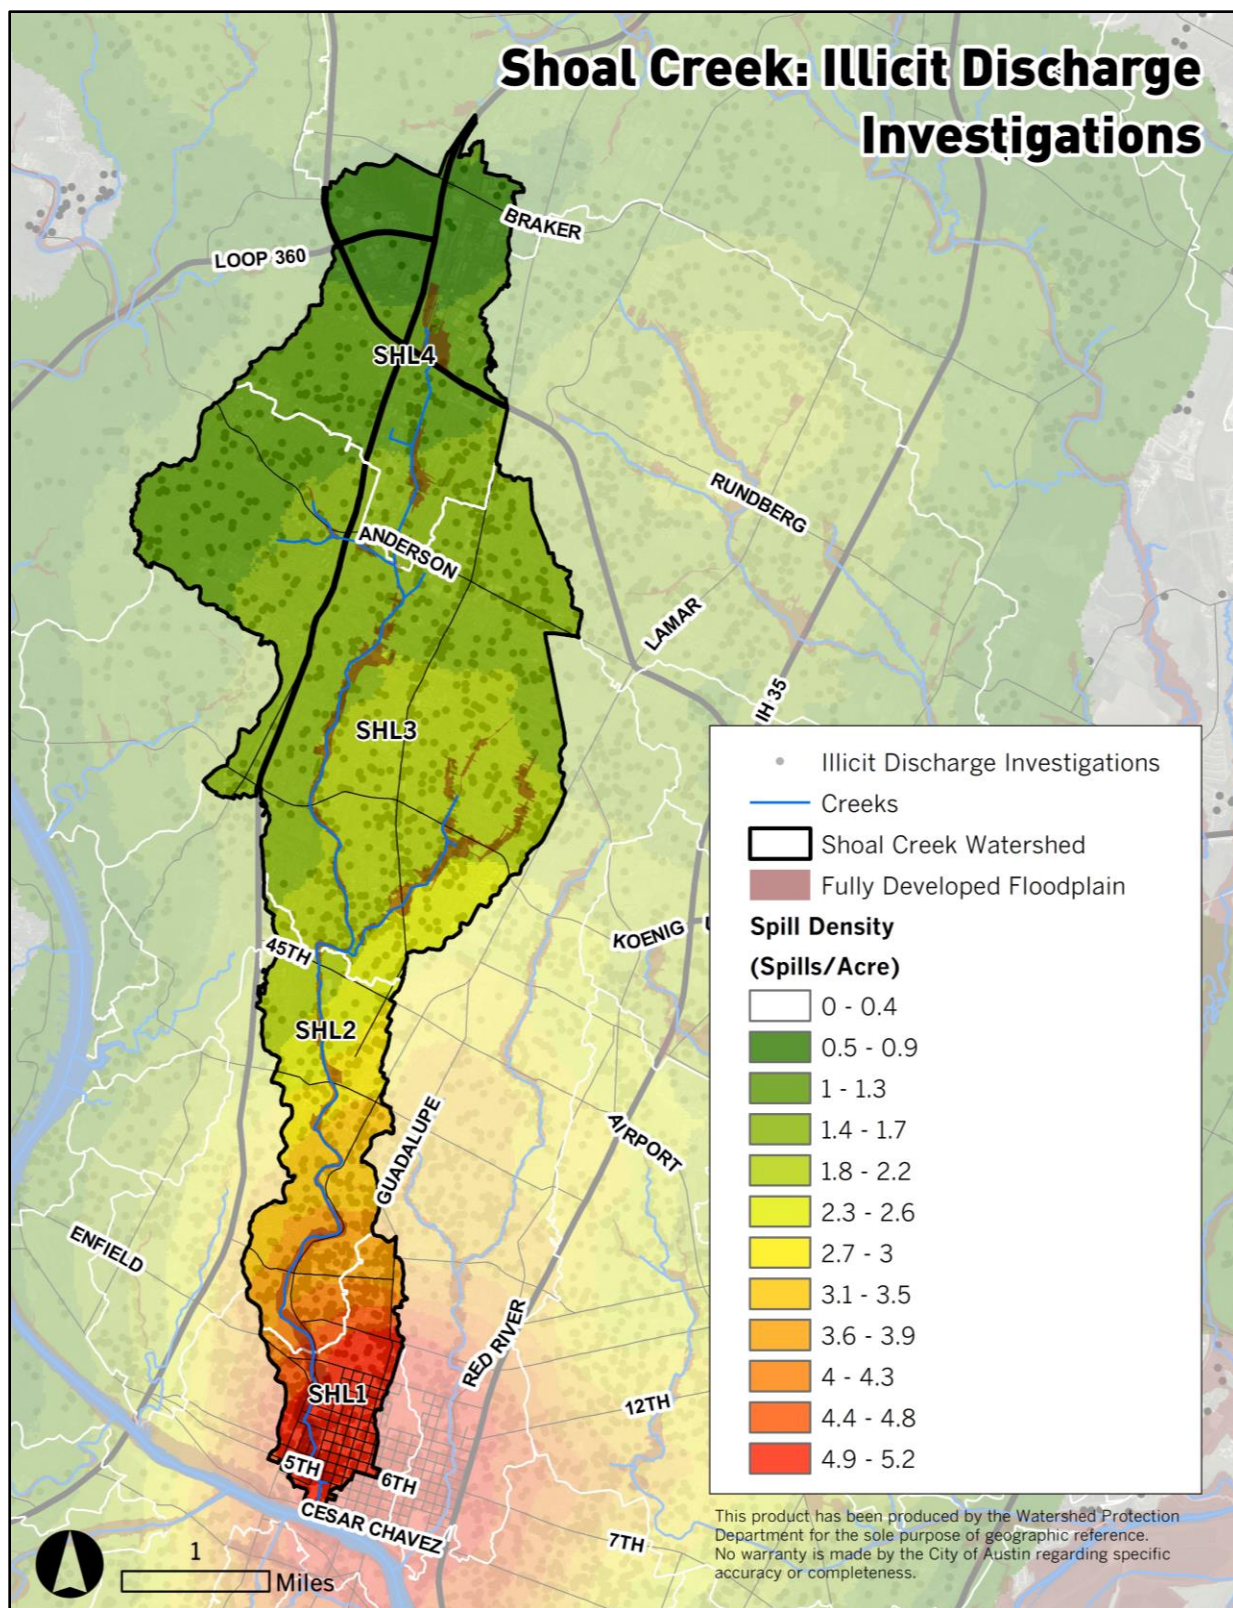 Shoal Creek: Illicit Discharge
Investigations
BRAKER
LOOP 360
SHL4
RUNDBERG
ANDERSON
LAMAR
IH 35
SHL3
KOENIG
45TH
SHL2
AIRPORT
GUADALUPE
ENFIELD
RED RIVER
SHL1
12TH
5TH
6TH
CESAR CHAVEZ
7TH
Illicit Discharge Investigations
Creeks
Shoal Creek Watershed
Fully Developed Floodplain
Spill Density
(Spills/Acre)
0 - 0.4
0.5 - 0.9
1 - 1.3
1.4 - 1.7
1.8 - 2.2
2.3 - 2.6
2.7 - 3
3.1 - 3.5
3.6 - 3.9
4 - 4.3
4.4 - 4.8
4.9 - 5.2
This product has been produced by the Watershed Protection
Department for the sole purpose of geographic reference.
No warranty is made by the City of Austin regarding specific
accuracy or completeness.
1
Miles